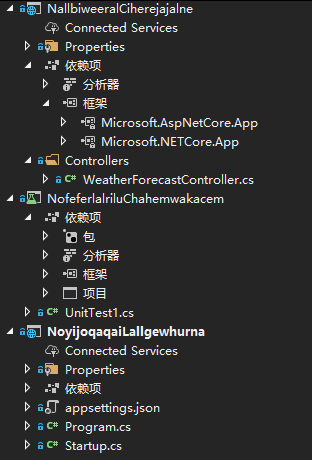 NallbiweeralCiherejajalne
Connected Services
Properties
依赖项
分析器
框架
Microsoft.AspNetCore.App
Microsoft.NETCore.App
Controllers
C# WeatherForecastController.cs
NofeferlalriluChahemwakacem
依赖项
包
分析器
框架
项目
C# UnitTest1.cs
NoyijoqaqaiLallgewhurna
Connected Services
Properties
依赖项
appsettings.json
C# Program.cs
C# Startup.cs